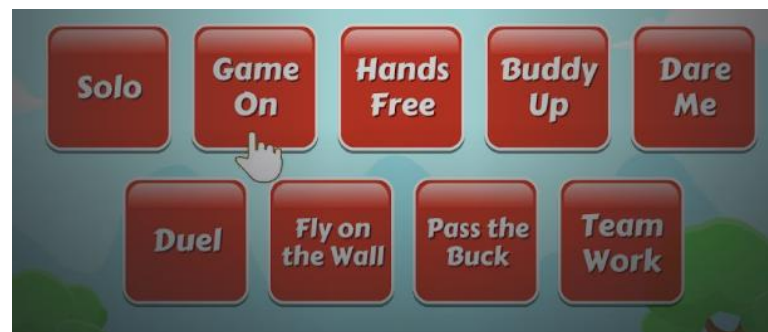 Solo
Game
On
Hands
Free
Buddy
Up
Dare
Me
Duel
Fly on
the Wall
Pass the
Buck
Team
Work